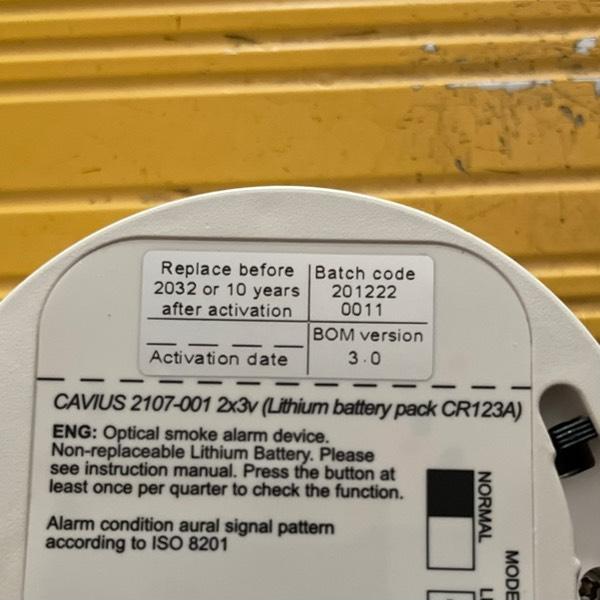 Replace before
2032 or 10 years
after activation
Activation date
Batch code
201222
0011
BOM version
3.0
CAVIUS 2107-001 2x3v (Lithium battery pack CR123A)
ENG: Optical smoke alarm device.
Non-replaceable Lithium Battery. Please
see instruction manual. Press the button at
least once per quarter to check the function.
Alarm condition aural signal pattern
according to ISO 8201
NORMAL